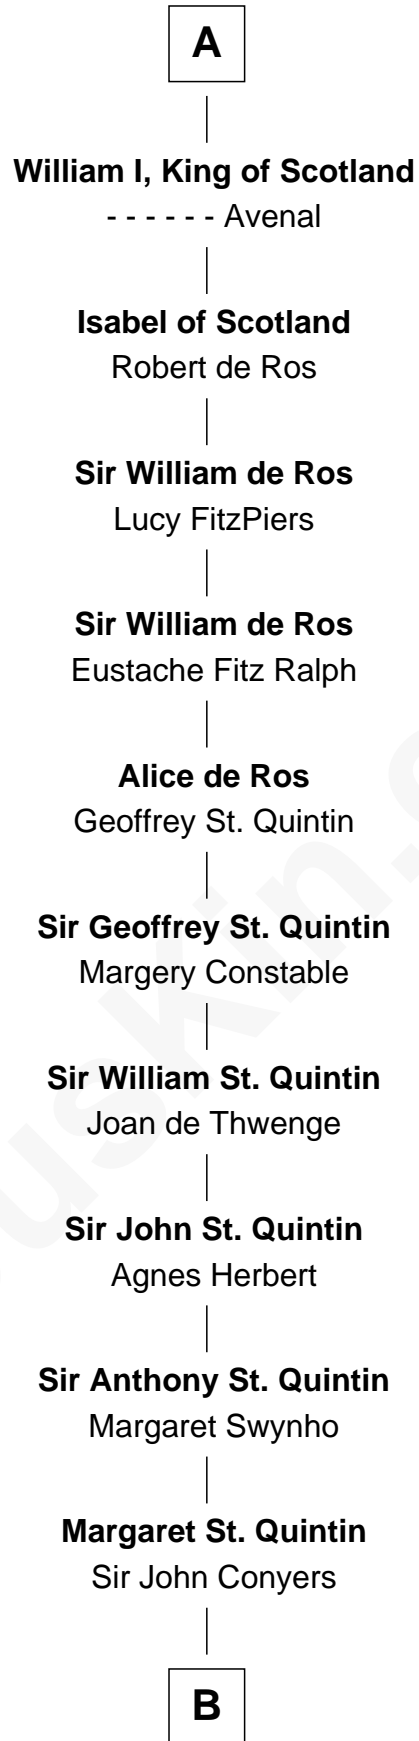 A
William I, King of Scotland
- - - - - - Avenal
Isabel of Scotland
Robert de Ros
Sir William de Ros
Lucy FitzPiers
Sir William de Ros
Eustache Fitz Ralph
Alice de Ros
Geoffrey St. Quintin
Sir Geoffrey St. Quintin
Margery Constable
Sir William St. Quintin
Joan de Thwenge
Sir John St. Quintin
Agnes Herbert
Sir Anthony St. Quintin
Margaret Swynho
Margaret St. Quintin
Sir John Conyers
B